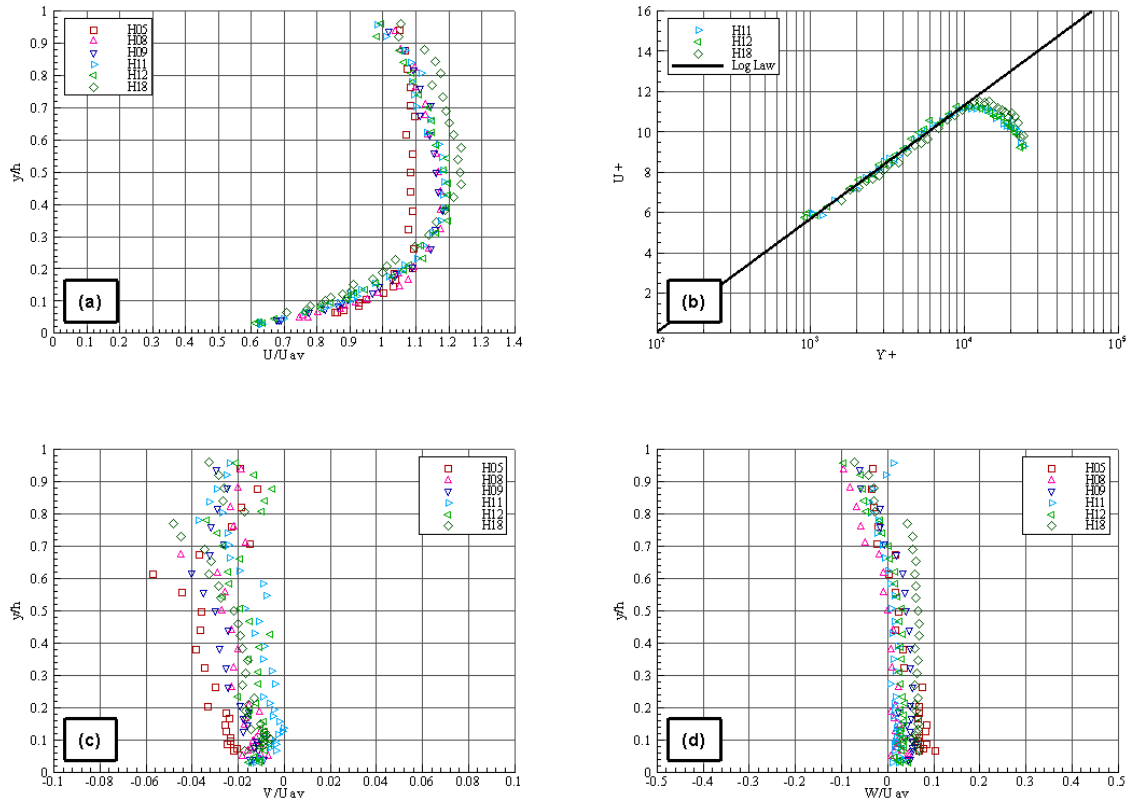 H05
H08
H09
H11
H12
H18
y/h
1
0.9
0.8
0.7
0.6
0.5
0.4
0.3
0.2
0.1
0
(a)
0 0.1 0.2 0.3 0.4 0.5 0.6 0.7 0.8 0.9 1 1.1 1.2 1.3 1.4
U/Uav
H11
H12
H18
Log Law
U+
16
14
12
10
8
6
4
2
(b)
10² 10³ 10⁴ 10⁵
Y+
H05
H08
H09
H11
H12
H18
y/h
1
0.9
0.8
0.7
0.6
0.5
0.4
0.3
0.2
0.1
0
(c)
-0.1 -0.08 -0.06 -0.04 -0.02 0 0.02 0.04 0.06 0.08 0.1
V/Uav
H05
H08
H09
H11
H12
H18
y/h
1
0.9
0.8
0.7
0.6
0.5
0.4
0.3
0.2
0.1
0
(d)
-0.5 -0.4 -0.3 -0.2 -0.1 0 0.1 0.2 0.3 0.4 0.5
W/Uav